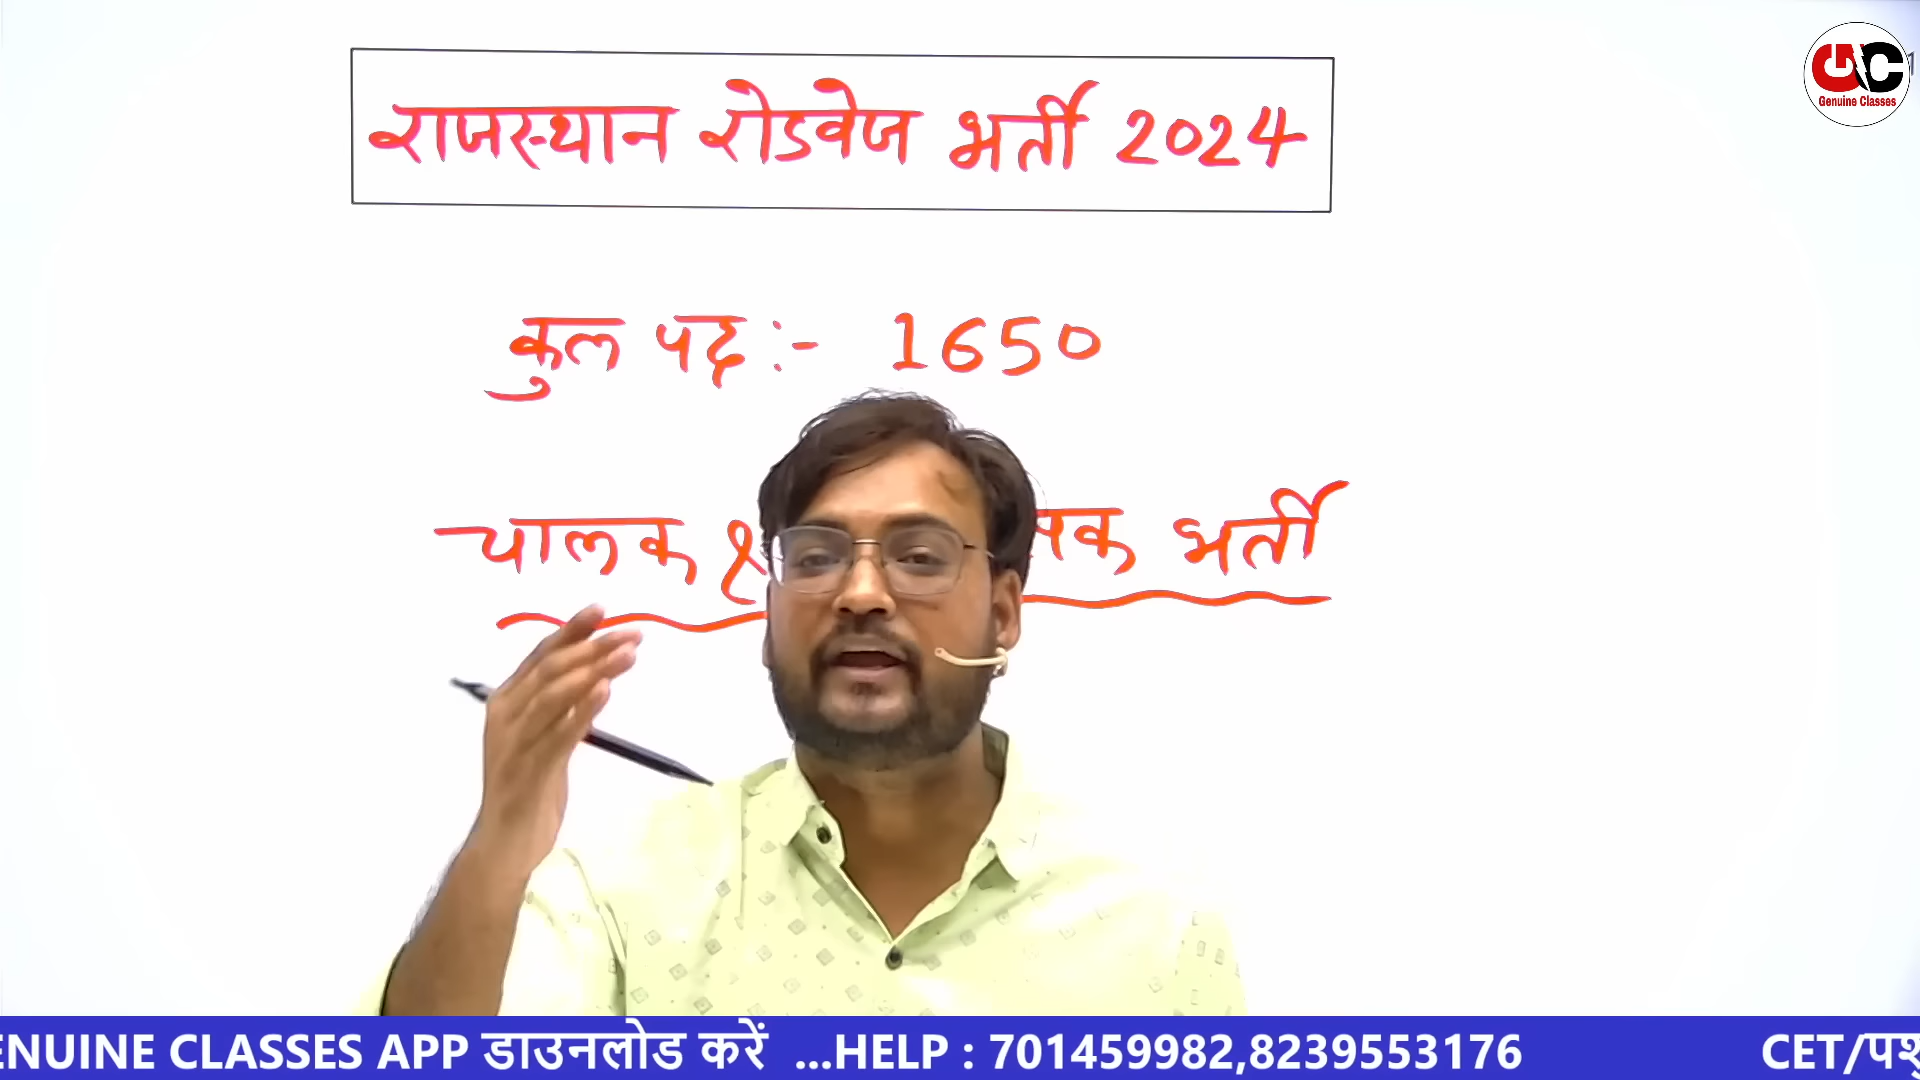 राजस्थान रोडवेज भर्ती 2024
GC
Genuine Classes
कुल पद :- 1650
चालक & भर्ती
ENUINE CLASSES APP डाउनलोड करें ...HELP : 701459982,8239553176 CET/पशु